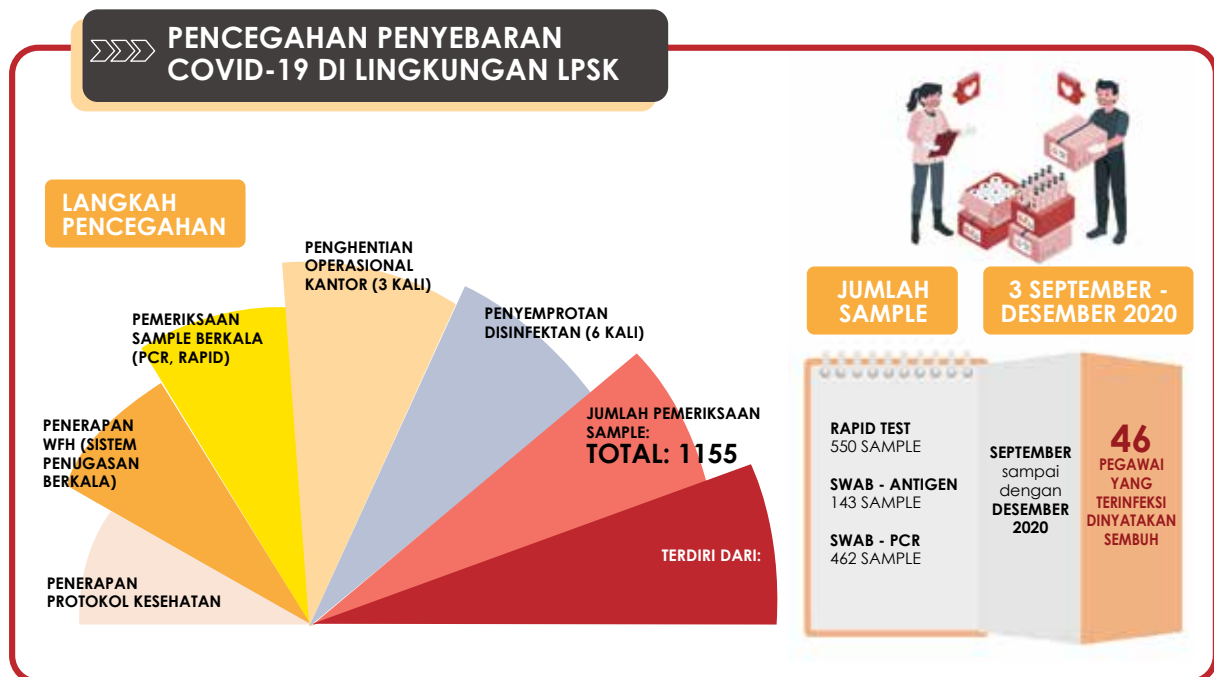 PENCEGAHAN PENYEBARAN
COVID-19 DI LINGKUNGAN LPSK
LANGKAH
PENCEGAHAN
PENERAPAN
PROTOKOL KESEHATAN
PENERAPAN
WFH (SISTEM
PENUGASAN
BERKALA)
PEMERIKSAAN
SAMPLE BERKALA
(PCR, RAPID)
PENGHENTIAN
OPERASIONAL
KANTOR (3 KALI)
PENYEMPROTAN
DISINFEKTAN (6 KALI)
JUMLAH PEMERIKSAAN
SAMPLE:
TOTAL: 1155
TERDIRI DARI:
JUMLAH
SAMPLE
3 SEPTEMBER -
DESEMBER 2020
RAPID TEST
550 SAMPLE
SWAB - ANTIGEN
143 SAMPLE
SWAB - PCR
462 SAMPLE
SEPTEMBER
sampai
dengan
DESEMBER
2020
46
PEGAWAI
YANG
TERINFEKSI
DINYATAKAN
SEMBUH